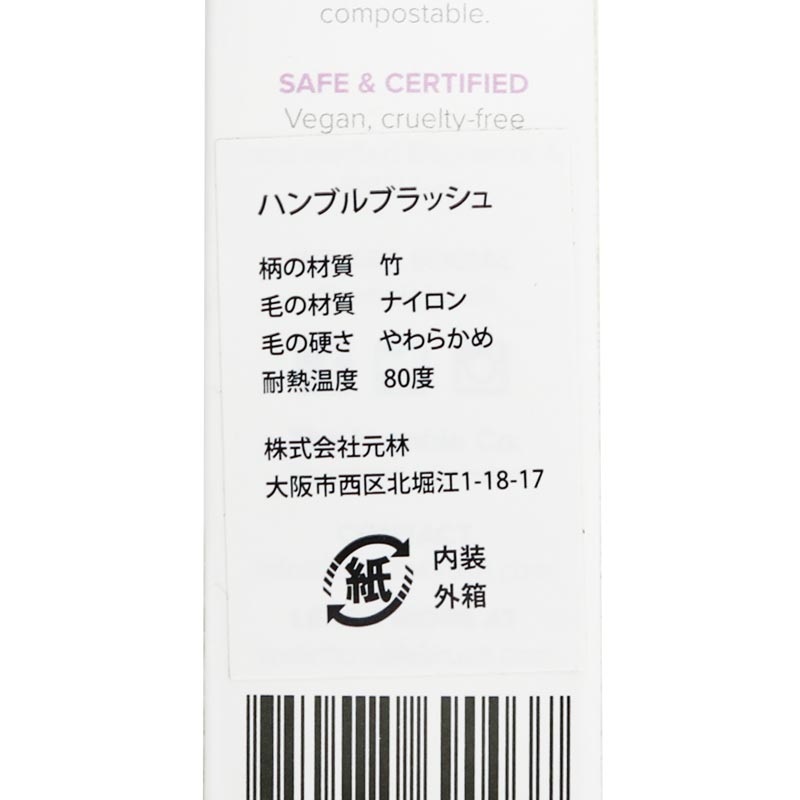 compostable.
SAFE & CERTIFIED
Vegan, cruelty-free
ハンブルブラッシュ
柄の材質 竹
毛の材質 ナイロン
毛の硬さ やわらかめ
耐熱温度 80度
株式会社元林
大阪市西区北堀江1-18-17
紙
内装
外箱